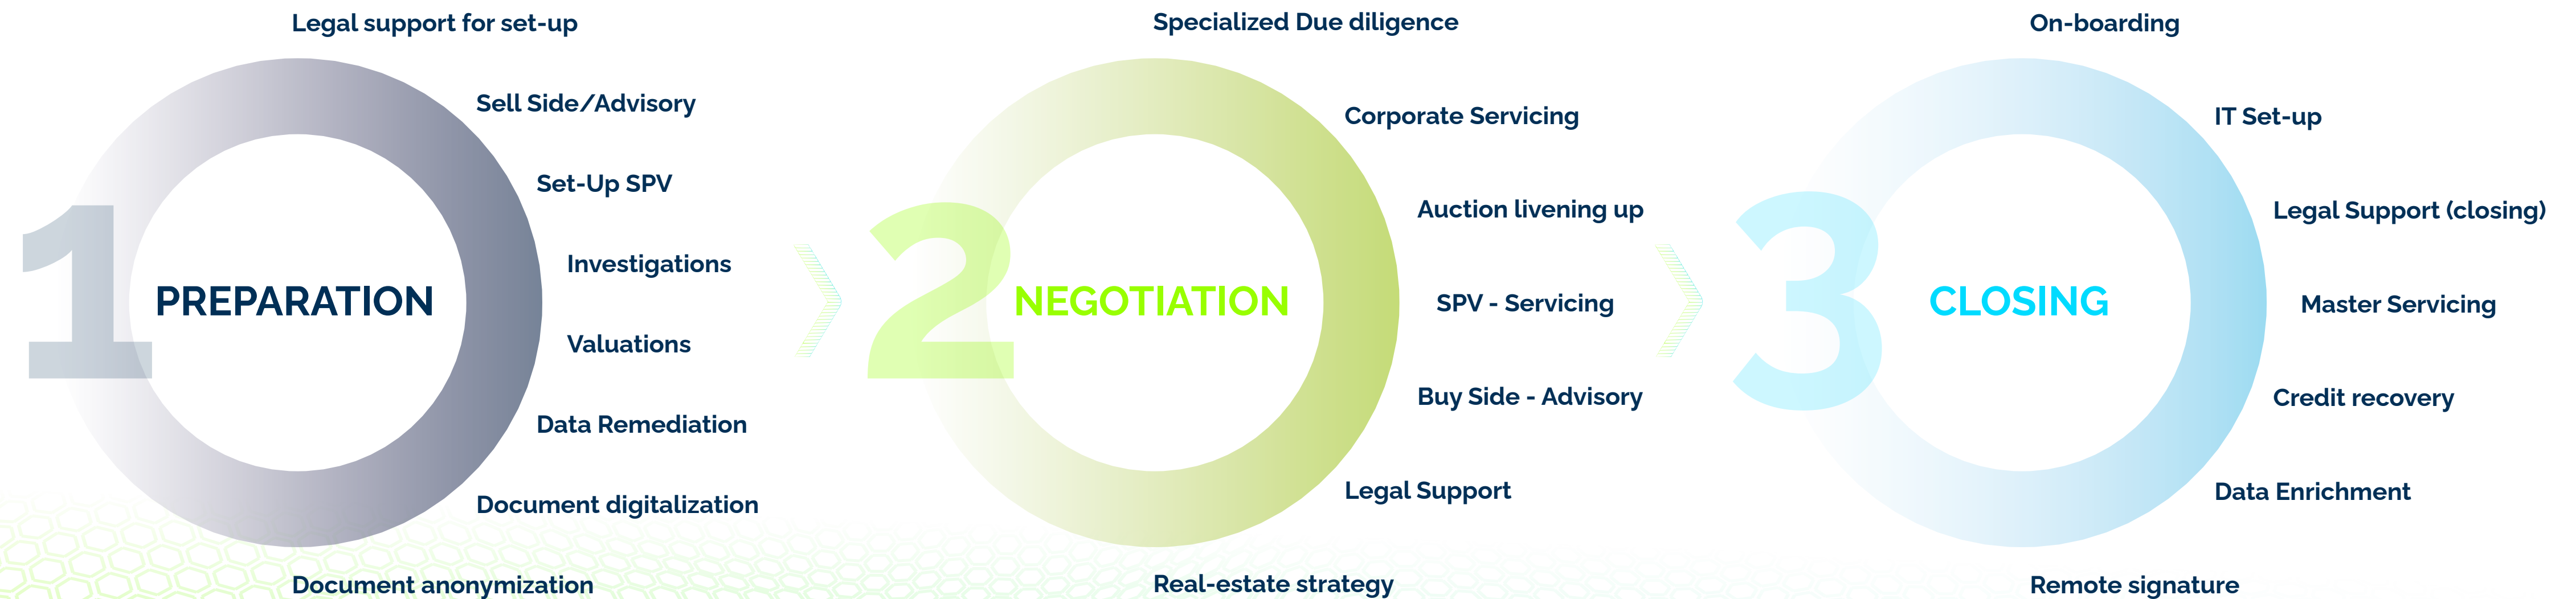 1
PREPARATION
Legal support for set-up
Sell Side/Advisory
Set-Up SPV
Investigations
Valuations
Data Remediation
Document digitalization
Document anonymization
2
NEGOTIATION
Specialized Due diligence
Corporate Servicing
Auction livening up
SPV - Servicing
Buy Side - Advisory
Legal Support
Real-estate strategy
3
CLOSING
On-boarding
IT Set-up
Legal Support (closing)
Master Servicing
Credit recovery
Data Enrichment
Remote signature